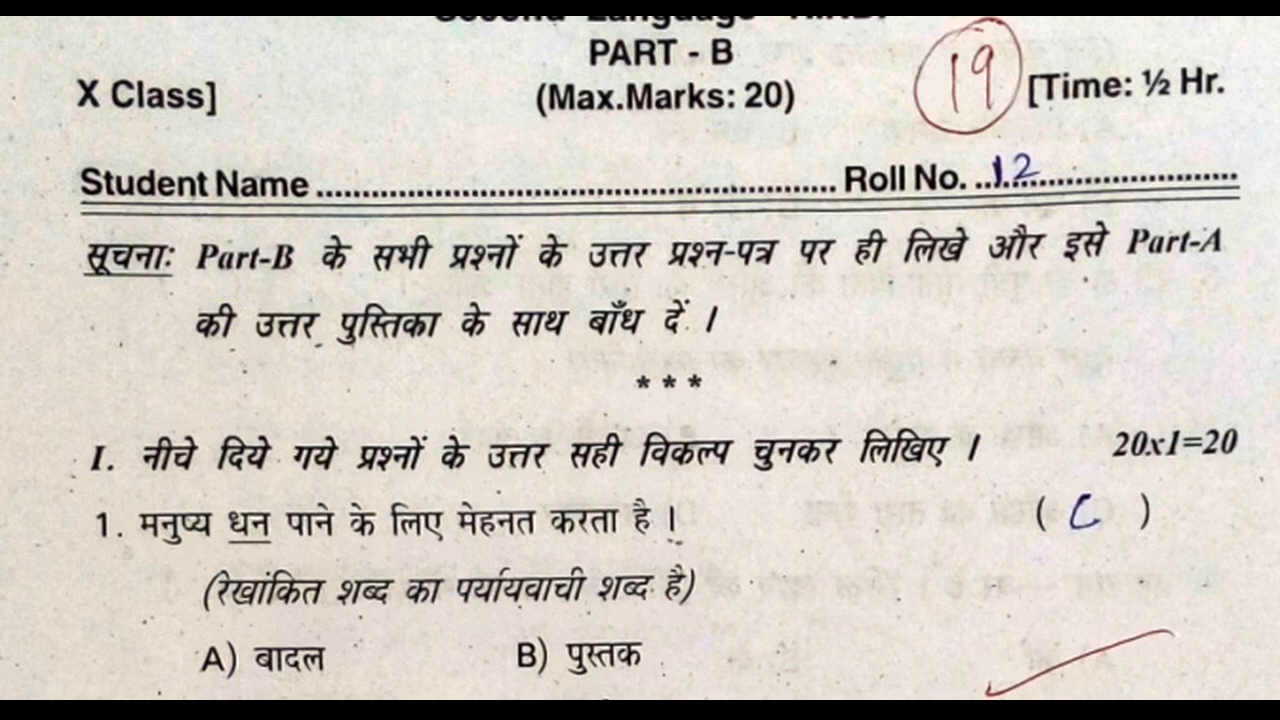 Second Language
PART - B
X Class] (Max.Marks: 20) 19 [Time: ½ Hr.
Student Name ........................ Roll No. ...12........................
सूचनाः Part-B के सभी प्रश्नों के उत्तर प्रश्न-पत्र पर ही लिखे और इसे Part-A
की उत्तर पुस्तिका के साथ बाँध दें ।
***
I. नीचे दिये गये प्रश्नों के उत्तर सही विकल्प चुनकर लिखिए । 20x1=20
1. मनुष्य धन पाने के लिए मेहनत करता है । ( C )
(रेखांकित शब्द का पर्यायवाची शब्द है)
A) बादल B) पुस्तक